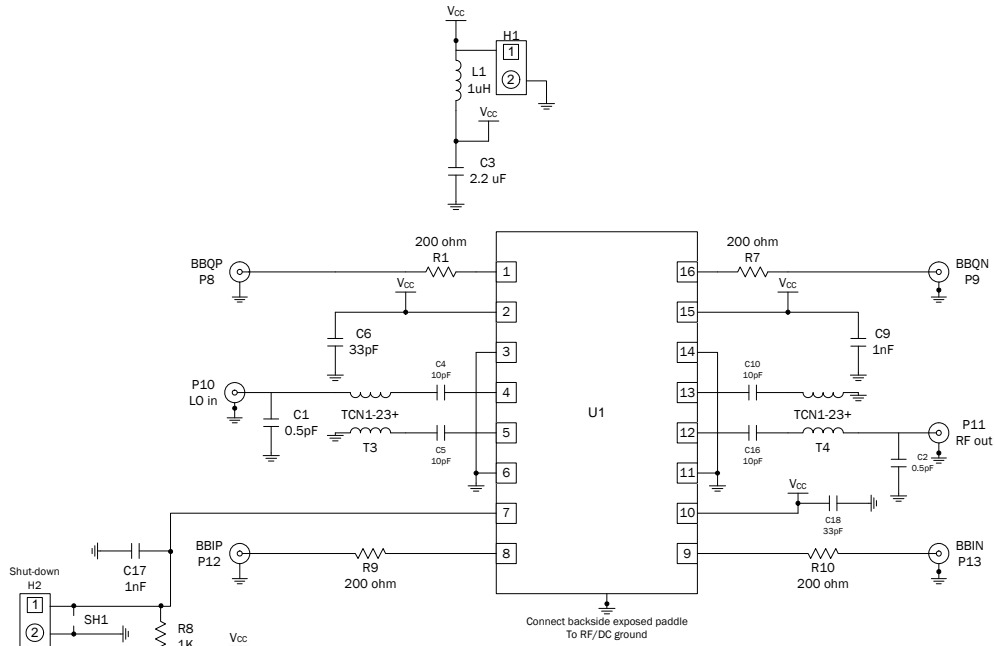 VCC
H1
1
L1
1uH
2
VCC
C3
2.2 uF
200 ohm
R1
200 ohm
R7
BBQP
P8
1
16
BBQN
P9
VCC
VCC
2
15
C6
33pF
C9
1nF
3
14
P10
LO in
C4
10pF
C10
10pF
4
13
C1
0.5pF
TCN1-23+
U1
TCN1-23+
T3
C5
10pF
5
12
C16
10pF
T4
P11
RF out
C2
0.5pF
6
11
VCC
7
10
C18
33pF
C17
1nF
BBIP
P12
8
9
BBIN
P13
R9
200 ohm
R10
200 ohm
Shut-down
H2
1
SH1
2
R8
1K
VCC
Connect backside exposed paddle
To RF/DC ground